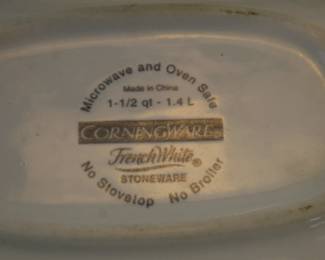 Microwave and Oven Safe
Made in China
1-1/2 qt - 1.4 L
CORNINGWARE®
FrenchWhite®
STONEWARE
No Stovetop No Broiler